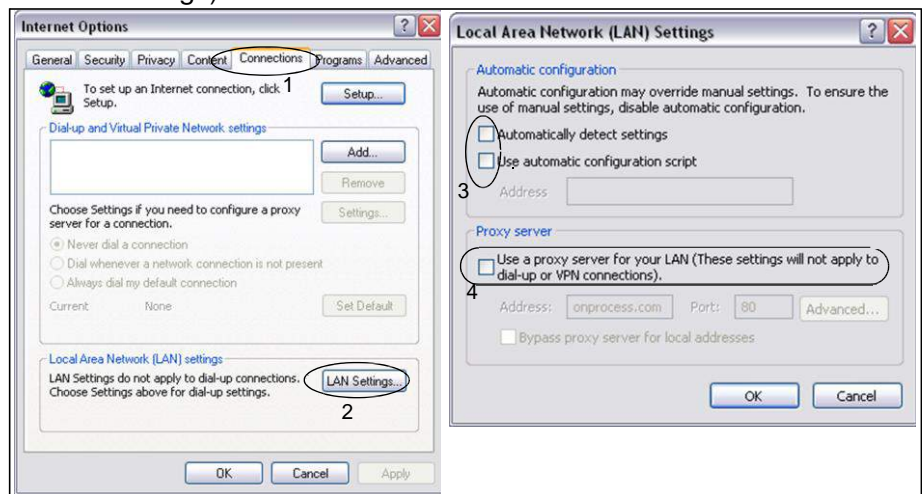 Internet Options
General Security Privacy Content Connections Programs Advanced
1
To set up an Internet connection, click
Setup.
Setup...
Dial-up and Virtual Private Network settings
Add...
Remove
Choose Settings if you need to configure a proxy
server for a connection.
Settings...
Never dial a connection
Dial whenever a network connection is not present
Always dial my default connection
Current None
Set Default
Local Area Network (LAN) settings
LAN Settings do not apply to dial-up connections.
Choose Settings above for dial-up settings.
LAN Settings...
2
OK Cancel Apply
Local Area Network (LAN) Settings
Automatic configuration
Automatic configuration may override manual settings. To ensure the
use of manual settings, disable automatic configuration.
Automatically detect settings
Use automatic configuration script
3
Address
Proxy server
Use a proxy server for your LAN (These settings will not apply to
dial-up or VPN connections).
4
Address: onprocess.com Port: 80 Advanced...
Bypass proxy server for local addresses
OK Cancel